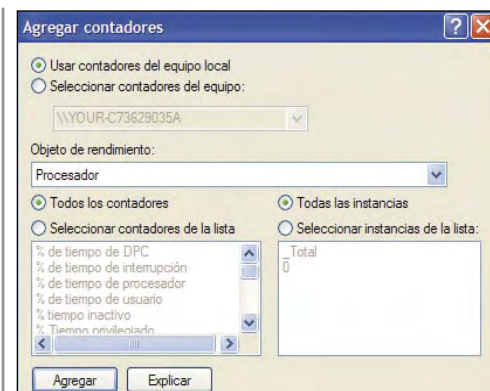 Agregar contadores
Usar contadores del equipo local
Seleccionar contadores del equipo:
\\YOUR-C73629035A
Objeto de rendimiento:
Procesador
Todos los contadores
Todas las instancias
Seleccionar contadores de la lista
Seleccionar instancias de la lista:
% de tiempo de DPC
% de tiempo de interrupción
% de tiempo de procesador
% de tiempo de usuario
% tiempo inactivo
% Tiempo privilegiado
_Total
0
Agregar
Explicar